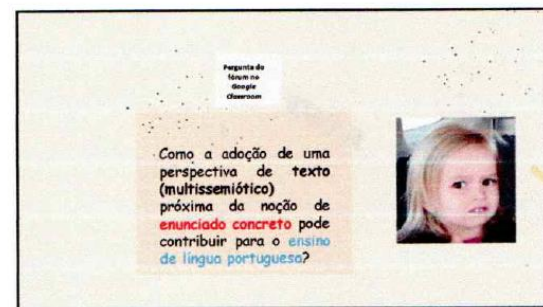 Pergunta do
fórum no
Google
Classroom
Como a adoção de uma
perspectiva de texto
(multissemiótico)
próxima da noção de
enunciado concreto pode
contribuir para o ensino
de língua portuguesa?